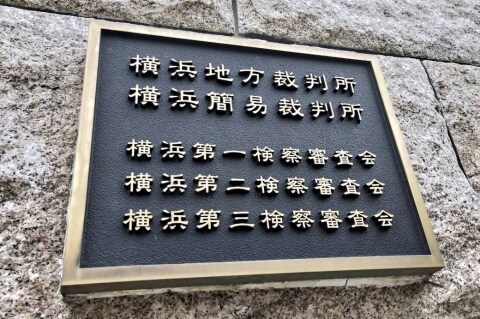 横浜地方裁判所
横浜簡易裁判所
横浜第一検察審査会
横浜第二検察審査会
横浜第三検察審査会